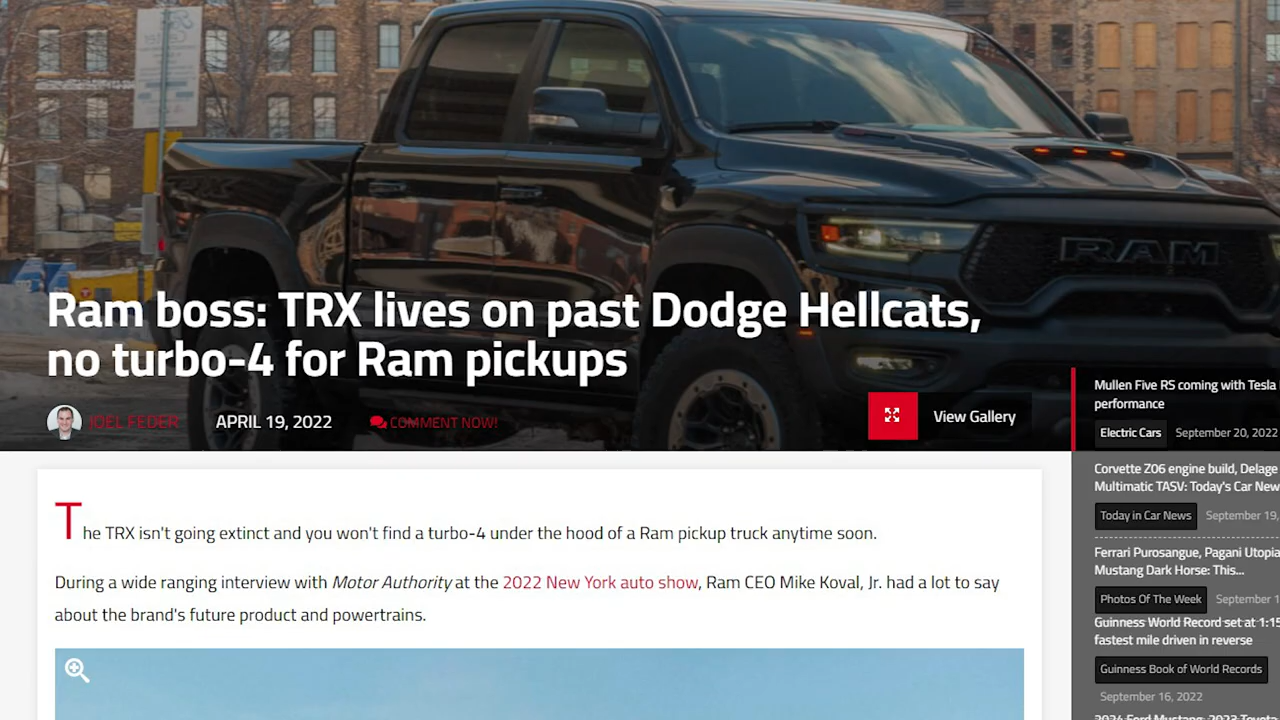 RAM
Ram boss: TRX lives on past Dodge Hellcats,
no turbo-4 for Ram pickups
JOEL FEDER
APRIL 19, 2022
COMMENT NOW!
View Gallery
The TRX isn't going extinct and you won't find a turbo-4 under the hood of a Ram pickup truck anytime soon.
During a wide ranging interview with Motor Authority at the 2022 New York auto show, Ram CEO Mike Koval, Jr. had a lot to say
about the brand's future product and powertrains.
Mullen Five RS coming with Tesla
performance
Electric Cars September 20, 2022
Corvette Z06 engine build, Delage
Multimatic TASV: Today's Car New
Today in Car News September 19,
Ferrari Purosangue, Pagani Utopia
Mustang Dark Horse: This...
Photos Of The Week September 1
Guinness World Record set at 1:15
fastest mile driven in reverse
Guinness Book of World Records
September 16, 2022